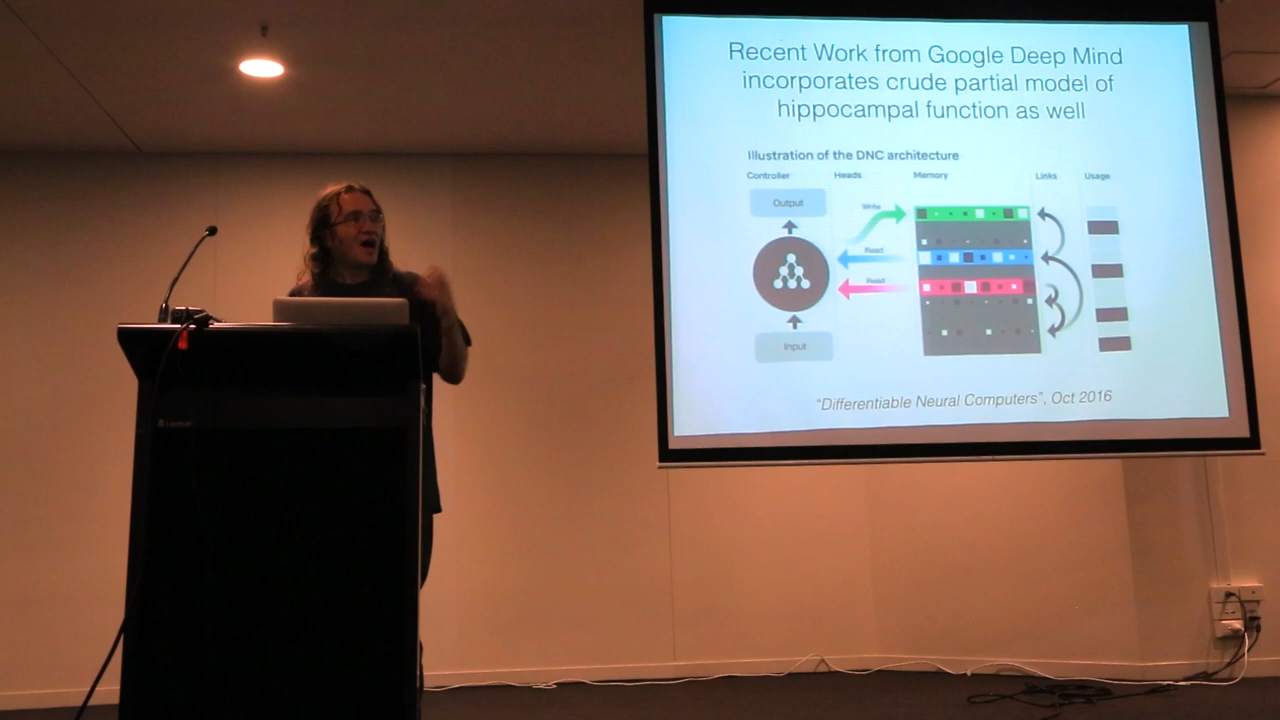 Recent Work from Google Deep Mind
incorporates crude partial model of
hippocampal function as well
Illustration of the DNC architecture
Controller Heads Memory Links Usage
Output
Write
Read
Read
Input
“Differentiable Neural Computers”, Oct 2016